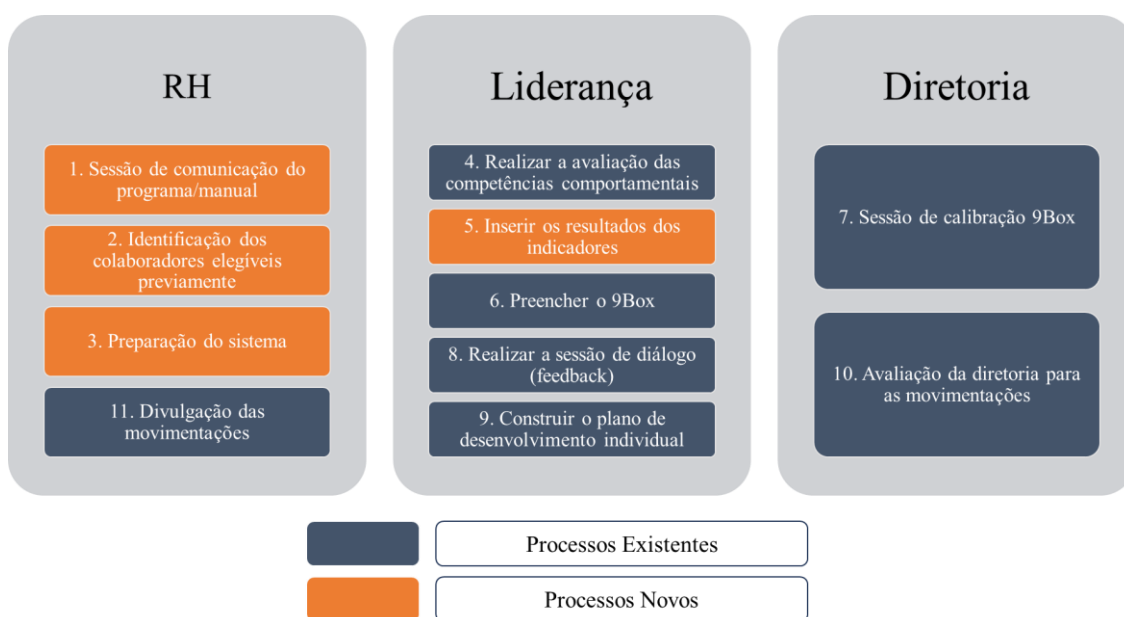 RH
1. Sessão de comunicação do
programa/manual
2. Identificação dos
colaboradores elegíveis
previamente
3. Preparação do sistema
11. Divulgação das
movimentações
Liderança
4. Realizar a avaliação das
competências comportamentais
5. Inserir os resultados dos
indicadores
6. Preencher o 9Box
8. Realizar a sessão de diálogo
(feedback)
9. Construir o plano de
desenvolvimento individual
Diretoria
7. Sessão de calibração 9Box
10. Avaliação da diretoria para
as movimentações
Processos Existentes
Processos Novos